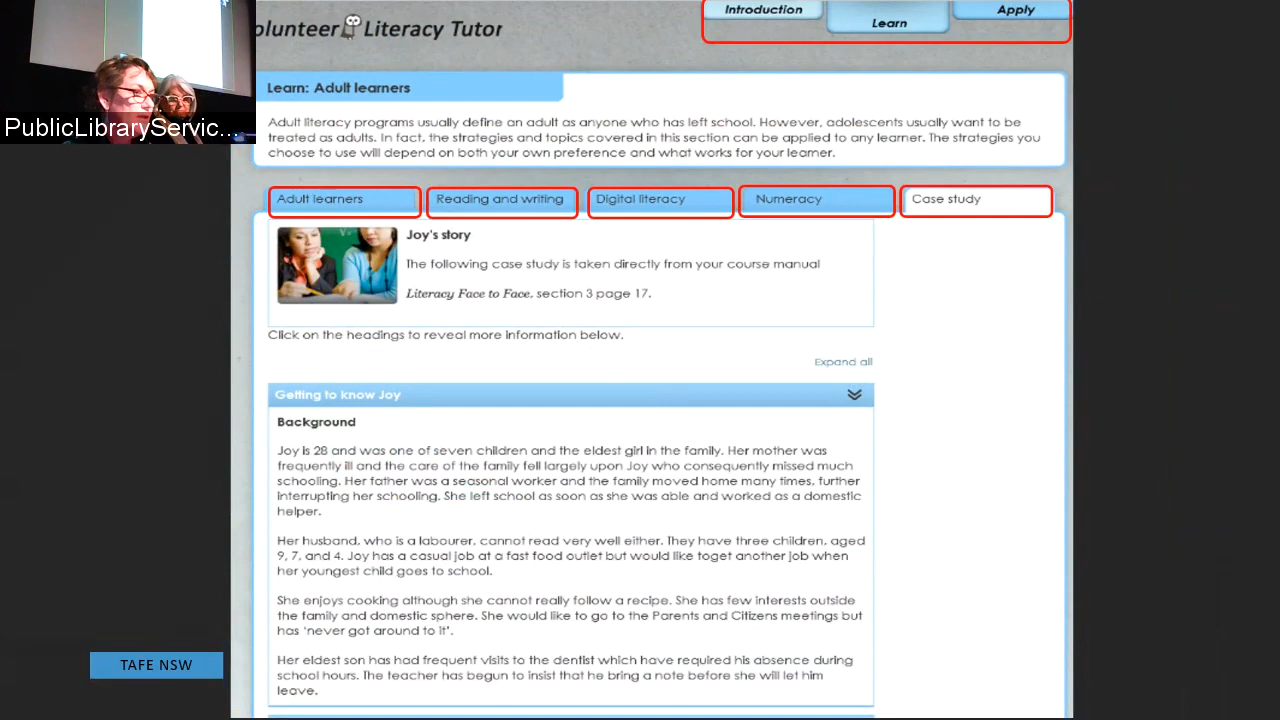 PublicLibraryServic...
olunteer Literacy Tutor
Introduction
Learn
Apply
Learn: Adult learners
Adult literacy programs usually define an adult as anyone who has left school. However, adolescents usually want to be
treated as adults. In fact, the strategies and topics covered in this section can be applied to any learner. The strategies
you choose to use will depend on both your own preference and what works for your learner.
Adult learners
Reading and writing
Digital literacy
Numeracy
Case study
Joy's story
The following case study is taken directly from your course manual
Literacy Face to Face, section 3 page 17.
Click on the headings to reveal more information below.
Expand all
Getting to know Joy
Background
Joy is 28 and was one of seven children and the eldest girl in the family. Her mother was
frequently ill and the care of the family fell largely upon Joy who consequently missed much
schooling. Her father was a seasonal worker and the family moved home many times, further
interrupting her schooling. She left school as soon as she was able and worked as a domestic
helper.
Her husband, who is a labourer, cannot read very well either. They have three children, aged
9, 7, and 4. Joy has a casual job at a fast food outlet but would like toget another job when
her youngest child goes to school.
She enjoys cooking although she cannot really follow a recipe. She has few interests outside
the family and domestic sphere. She would like to go to the Parents and Citizens meetings but
has 'never got around to it'.
Her eldest son has had frequent visits to the dentist which have required his absence during
school hours. The teacher has begun to insist that he bring a note before she will let him
leave.
TAFE NSW